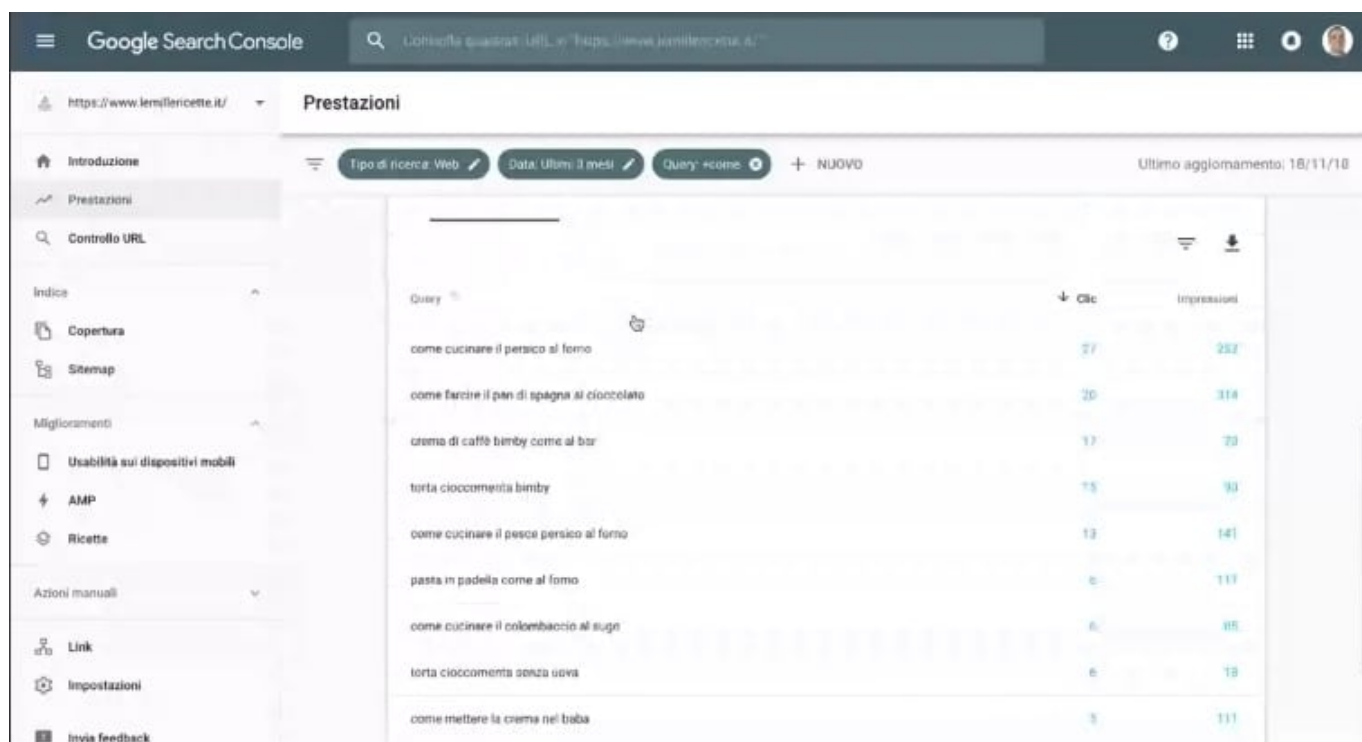 Google Search Console
https://www.lemillericette.it/
Prestazioni
Introduzione
Prestazioni
Controllo URL
Tipo di ricerca: Web
Data: Ultimi 3 mesi
Query: +come
+ NUOVO
Ultimo aggiornamento: 18/11/18
Indice
Copertura
Sitemap
Miglioramenti
Usabilità sui dispositivi mobili
AMP
Ricette
Azioni manuali
Link
Impostazioni
Invia feedback
Query
Clic
Impressioni
come cucinare il persico al forno 27
come farcire il pan di spagna al cioccolato 20 314
crema di caffè bimby come al bar 17
torta cioccomenta bimby
come cucinare il pesce persico al forno 13 141
pasta in padella come al forno 6 111
come cucinare il colombaccio al sugo 6
torta cioccomenta senza uova 6 18
come mettere la crema nel baba 111